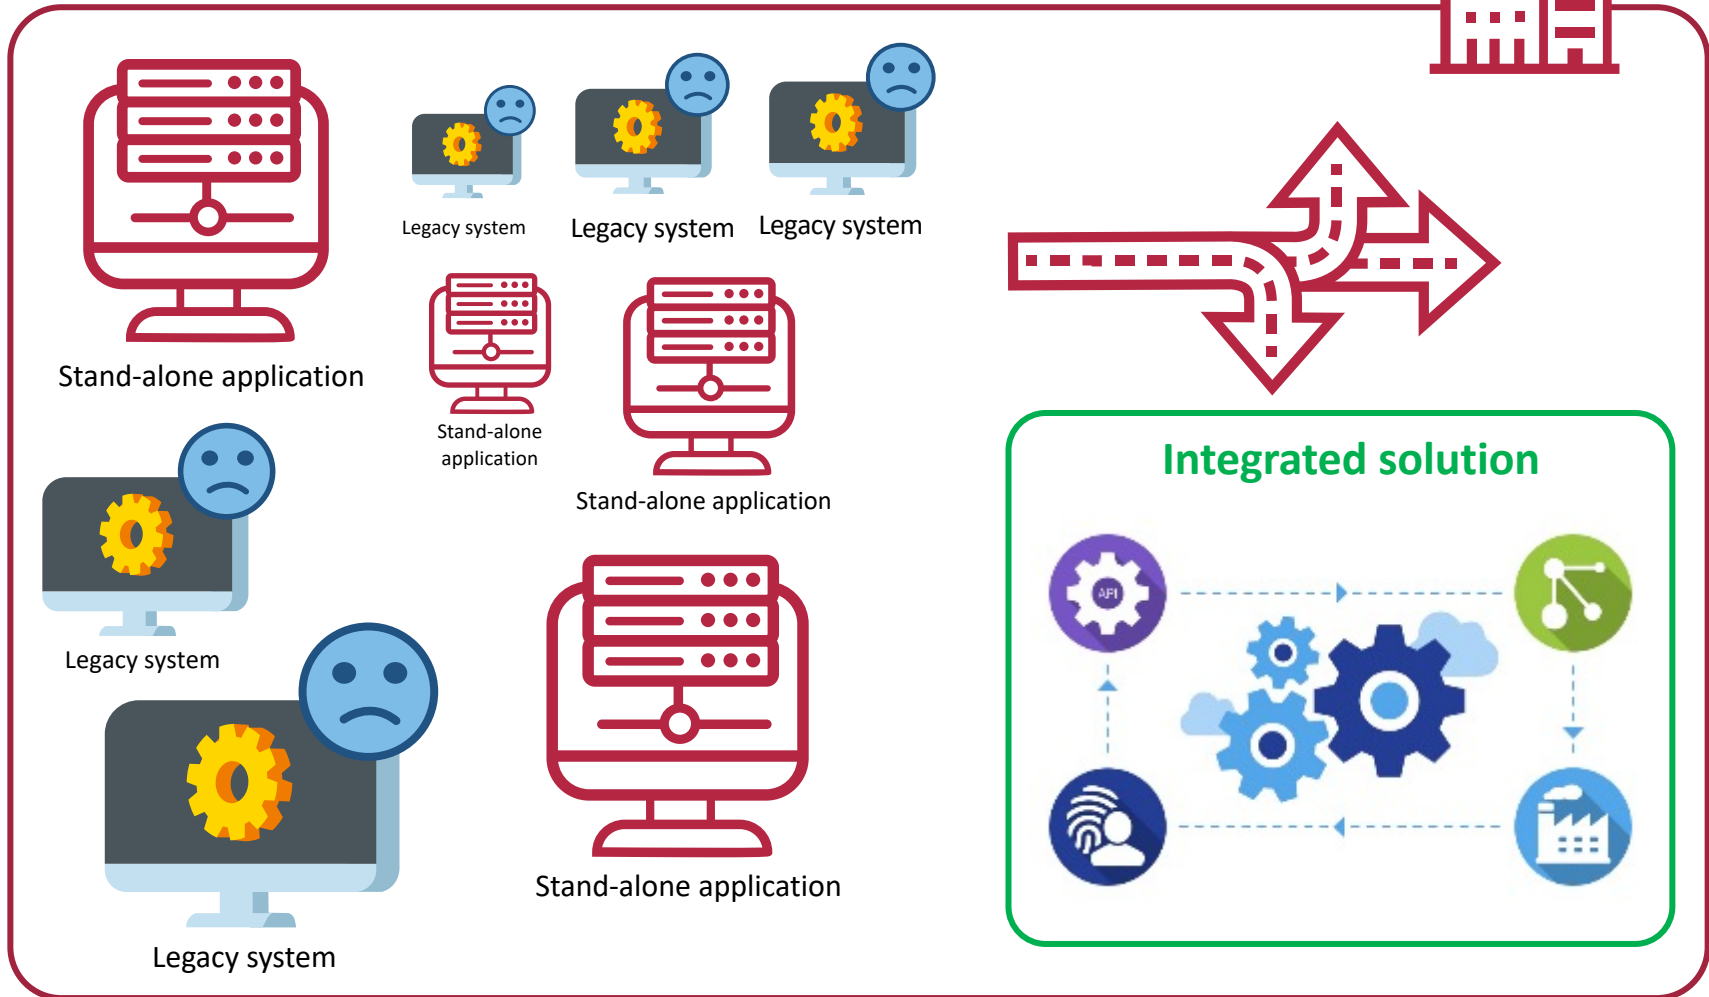 Legacy system
Legacy system
Legacy system
Stand-alone application
Stand-alone
application
Stand-alone application
Legacy system
Stand-alone application
Legacy system
Integrated solution
API